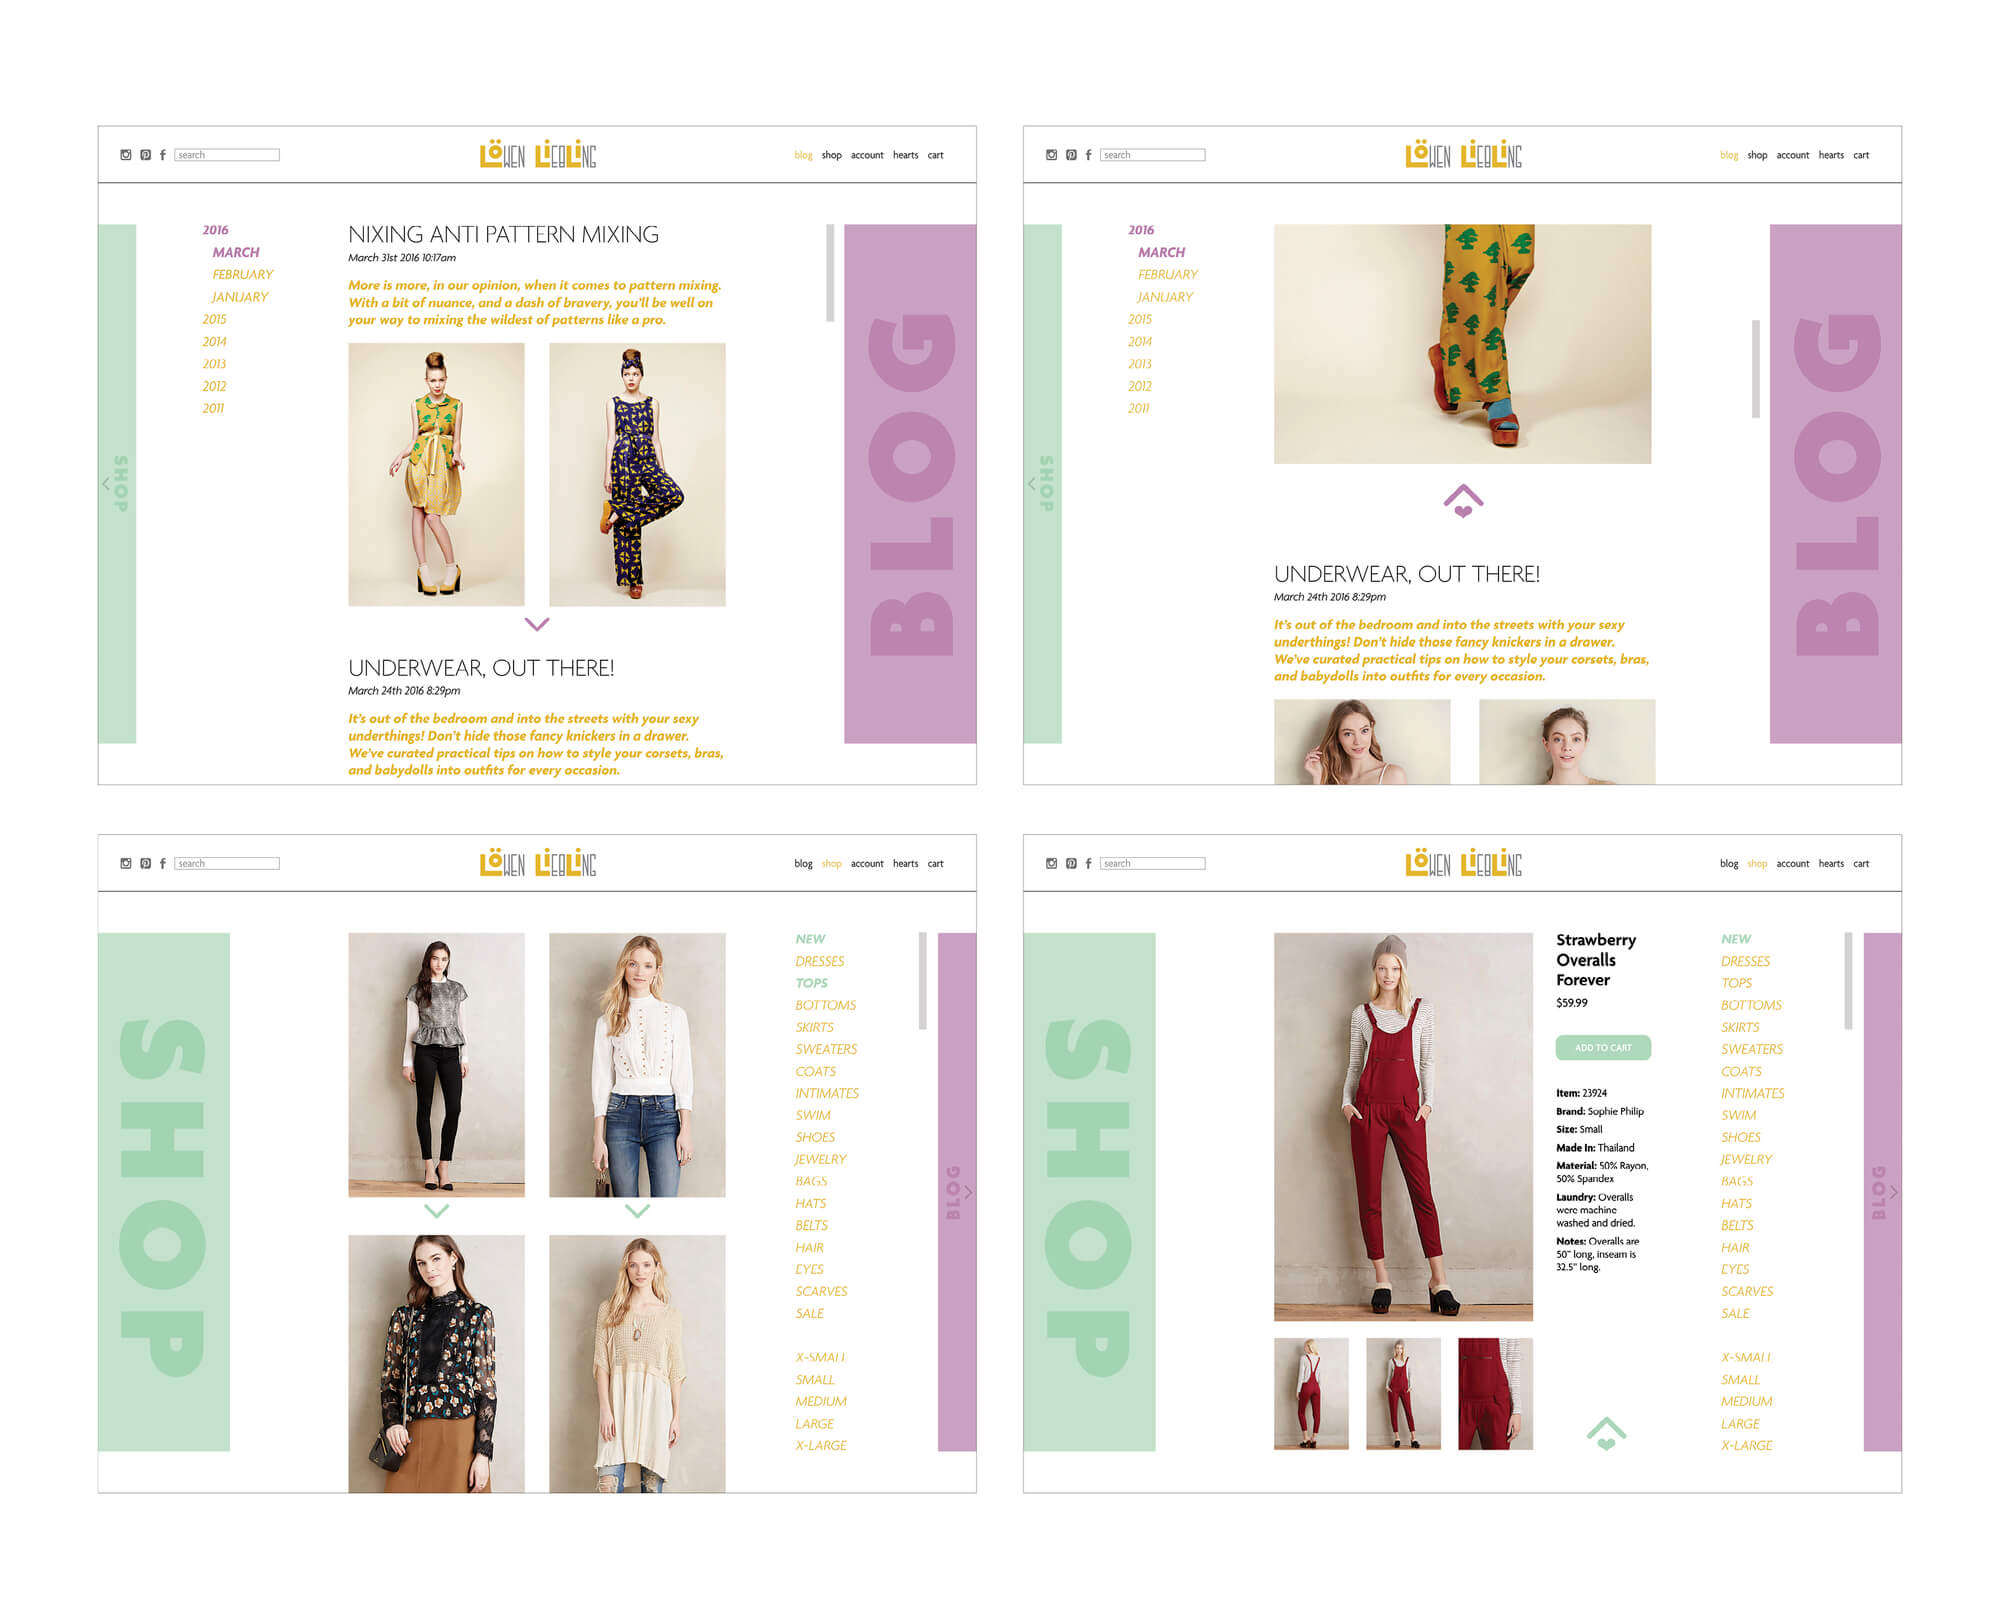 search
LÖWEN LIEBLING
blog shop account hearts cart
SHOP
2016
MARCH
FEBRUARY
JANUARY
2015
2014
2013
2012
2011
NIXING ANTI PATTERN MIXING
March 31st 2016 10:17am
More is more, in our opinion, when it comes to pattern mixing.
With a bit of nuance, and a dash of bravery, you'll be well on
your way to mixing the wildest of patterns like a pro.
UNDERWEAR, OUT THERE!
March 24th 2016 8:29pm
It's out of the bedroom and into the streets with your sexy
underthings! Don't hide those fancy knickers in a drawer.
We've curated practical tips on how to style your corsets, bras,
and babydolls into outfits for every occasion.
BLOG
search
LÖWEN LIEBLING
blog shop account hearts cart
SHOP
2016
MARCH
FEBRUARY
JANUARY
2015
2014
2013
2012
2011
UNDERWEAR, OUT THERE!
March 24th 2016 8:29pm
It's out of the bedroom and into the streets with your sexy
underthings! Don't hide those fancy knickers in a drawer.
We've curated practical tips on how to style your corsets, bras,
and babydolls into outfits for every occasion.
BLOG
search
LÖWEN LIEBLING
blog shop account hearts cart
SHOP
NEW
DRESSES
TOPS
BOTTOMS
SKIRTS
SWEATERS
COATS
INTIMATES
SWIM
SHOES
JEWELRY
BAGS
HATS
BELTS
HAIR
EYES
SCARVES
SALE
X-SMALL
SMALL
MEDIUM
LARGE
X-LARGE
BLOG
search
LÖWEN LIEBLING
blog shop account hearts cart
SHOP
Strawberry
Overalls
Forever
$59.99
ADD TO CART
Item: 23924
Brand: Sophie Philip
Size: Small
Made In: Thailand
Material: 50% Rayon,
50% Spandex
Laundry: Overalls
were machine
washed and dried.
Notes: Overalls are
50" long, inseam is
32.5" long.
NEW
DRESSES
TOPS
BOTTOMS
SKIRTS
SWEATERS
COATS
INTIMATES
SWIM
SHOES
JEWELRY
BAGS
HATS
BELTS
HAIR
EYES
SCARVES
SALE
X-SMALL
SMALL
MEDIUM
LARGE
X-LARGE
BLOG